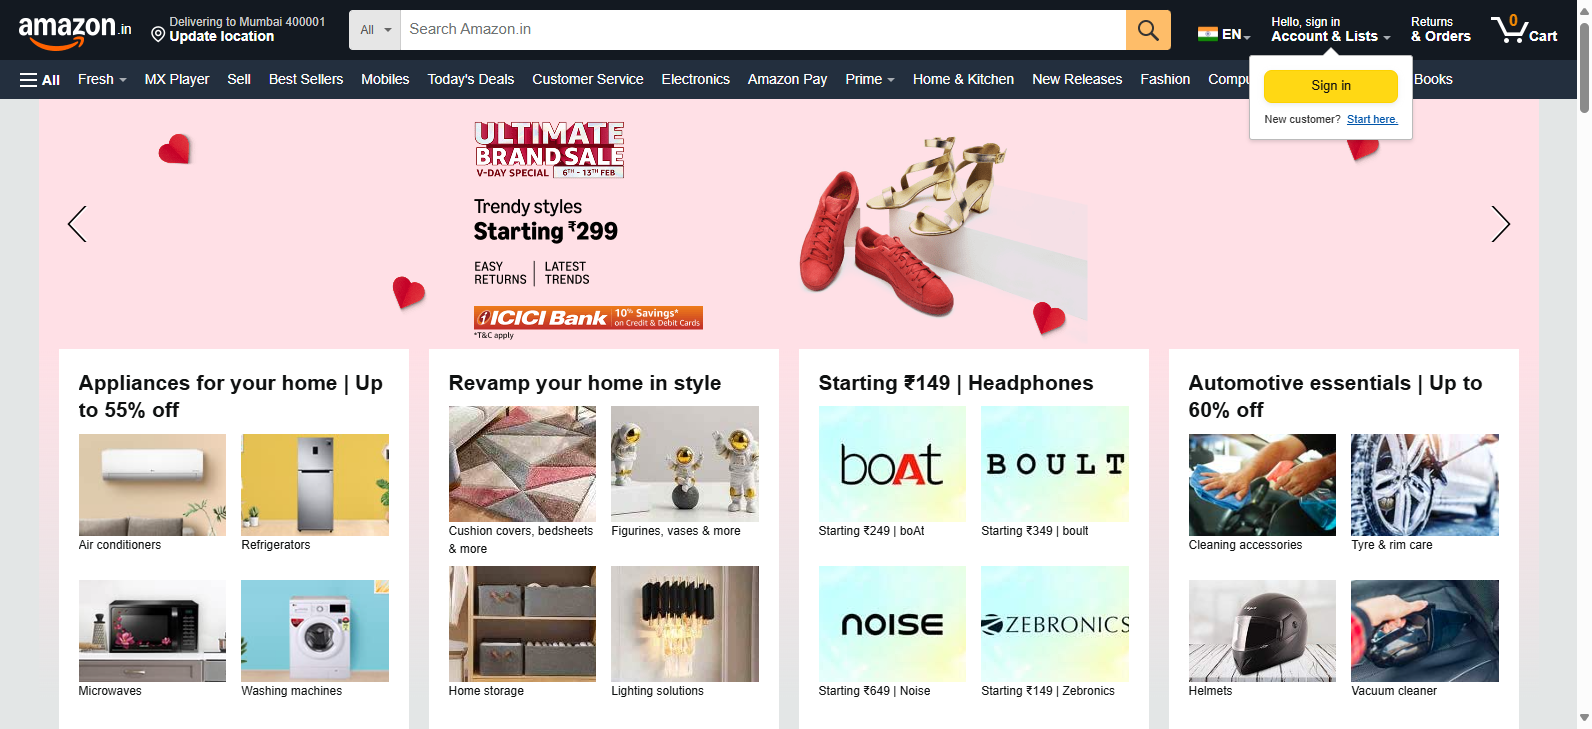 amazon.in
Delivering to Mumbai 400001
Update location
All
Search Amazon.in
EN
Hello, sign in
Account & Lists
Returns
& Orders
0
Cart
All
Fresh
MX Player
Sell
Best Sellers
Mobiles
Today's Deals
Customer Service
Electronics
Amazon Pay
Prime
Home & Kitchen
New Releases
Fashion
Books
Sign in
New customer? Start here.
ULTIMATE
BRAND SALE
V-DAY SPECIAL 6TH - 13TH FEB
Trendy styles
Starting ₹299
EASY RETURNS
LATEST TRENDS
ICICI Bank
10% Savings*
on Credit & Debit Cards
*T&C apply
Appliances for your home | Up
to 55% off
Air conditioners
Refrigerators
Microwaves
Washing machines
Revamp your home in style
Cushion covers, bedsheets
& more
Figurines, vases & more
Home storage
Lighting solutions
Starting ₹149 | Headphones
boAt
BOULT
Starting ₹249 | boAt
Starting ₹349 | boult
NOISE
ZEBRONICS
Starting ₹649 | Noise
Starting ₹149 | Zebronics
Automotive essentials | Up to
60% off
Cleaning accessories
Tyre & rim care
Helmets
Vacuum cleaner